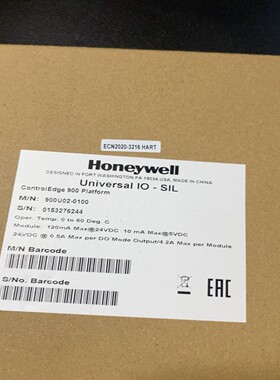 ECN2020-3216 HART
Honeywell
DESIGNED IN FORT WASHINGTON,PA 19034 USA, MADE IN CHINA
Universal IO - SIL
ControlEdge 900 Platform
M/N: 900U02-0100
S/N: 0153276244
Oper. Temp: 0 to 60 Deg. C
Module: 120mA Max@24VDC 10 mA Max@5VDC
24VDC @ 0.5A Max per DO Mode Output/4.2A Max per Module
M/N Barcode
S/No. Barcode
EAC